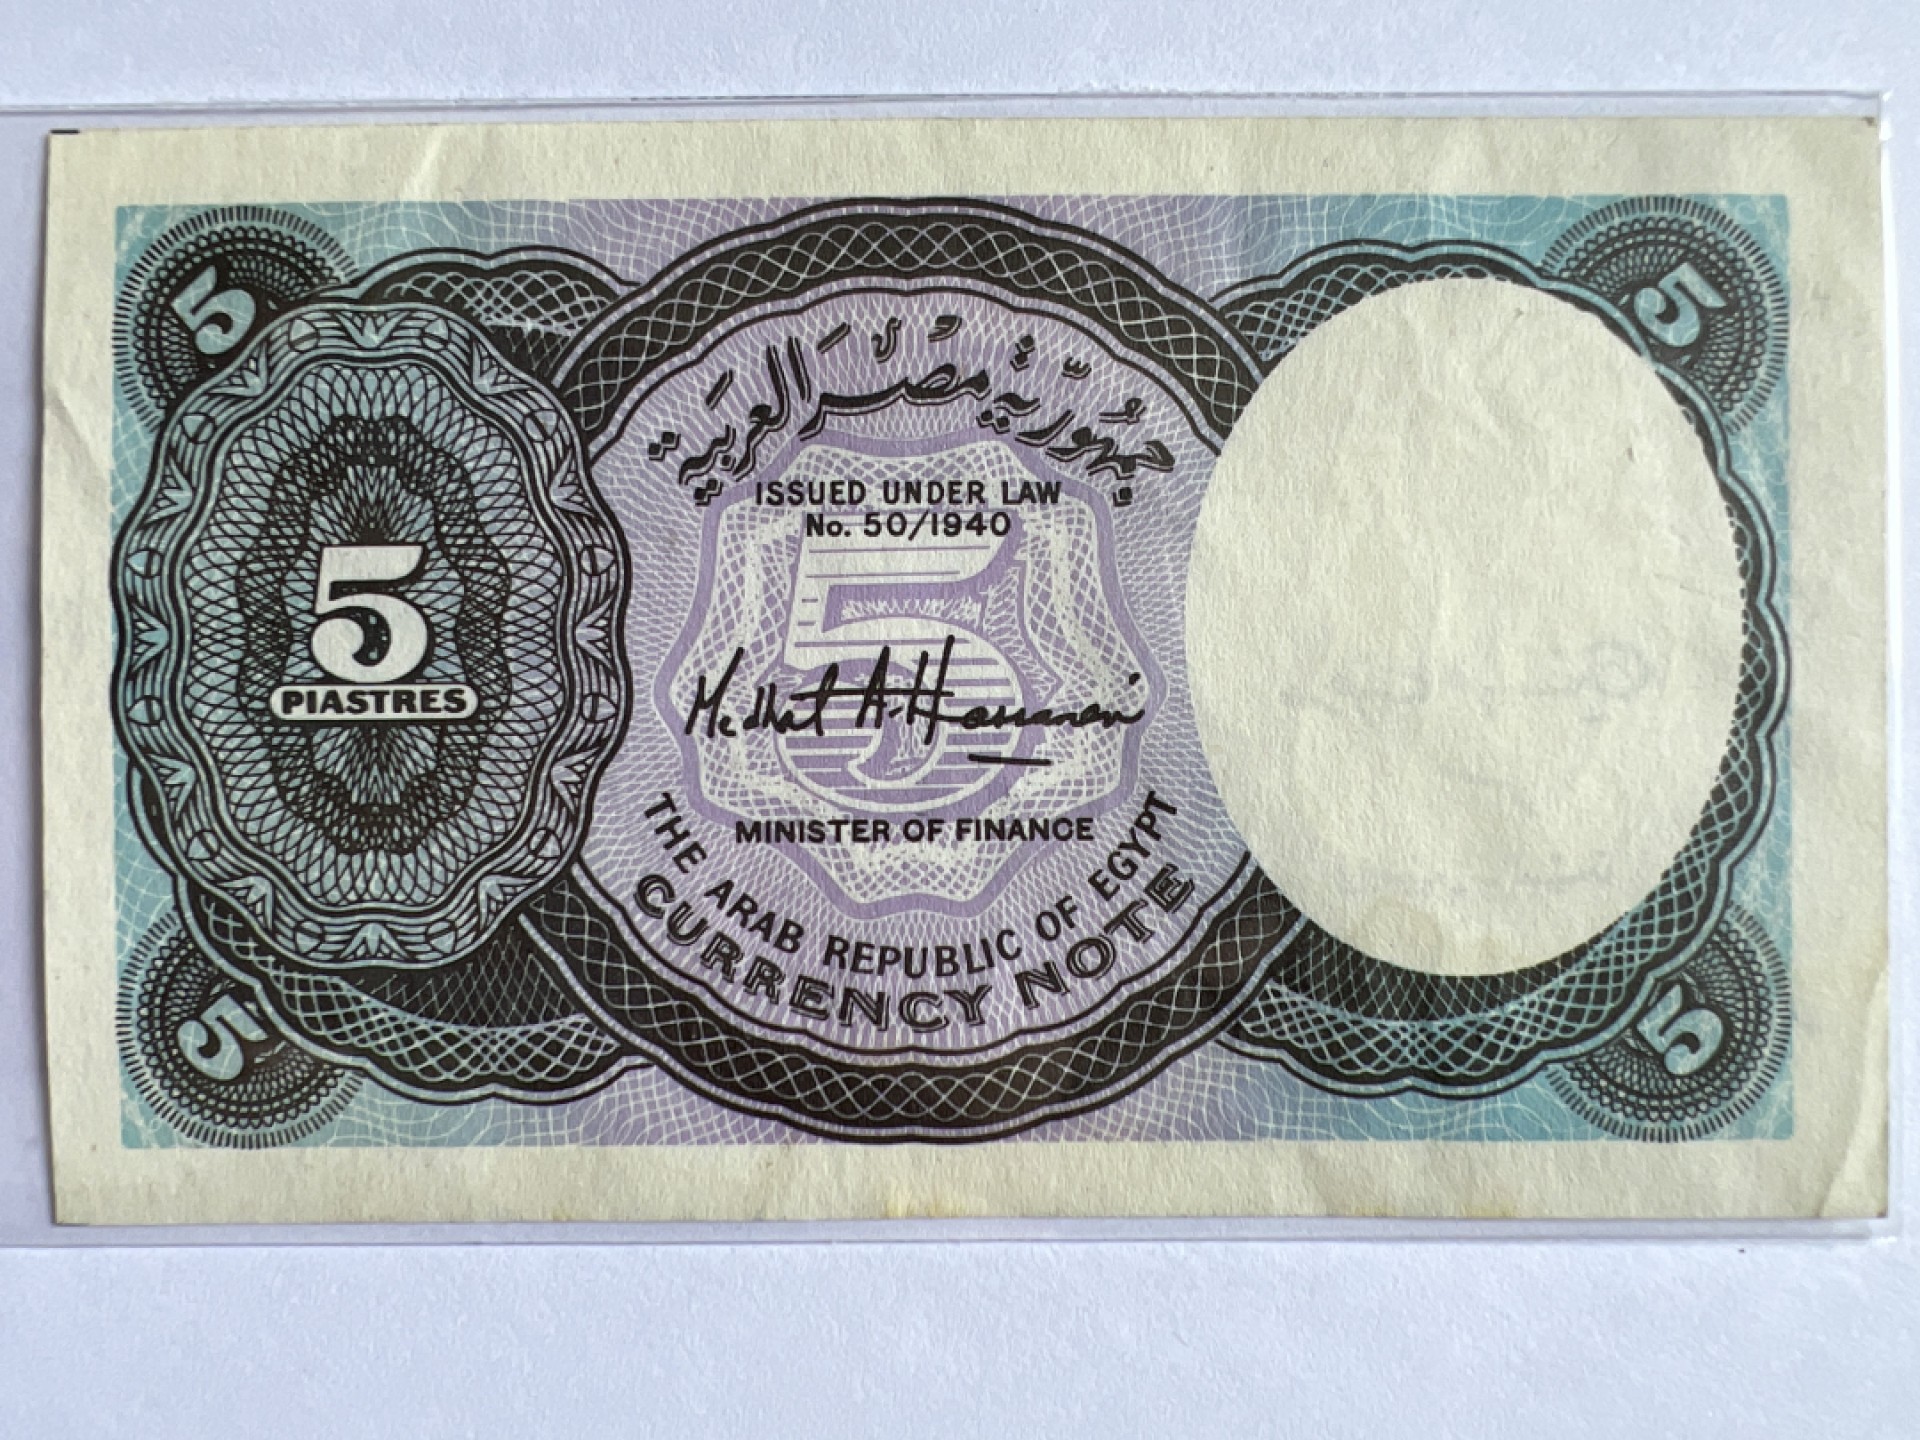 5
5
جمهورية مصر العربية
ISSUED UNDER LAW
No. 50/1940
5
5
PIASTRES
Medhat A. Hassanein
MINISTER OF FINANCE
THE ARAB REPUBLIC OF EGYPT
CURRENCY NOTE
5
5